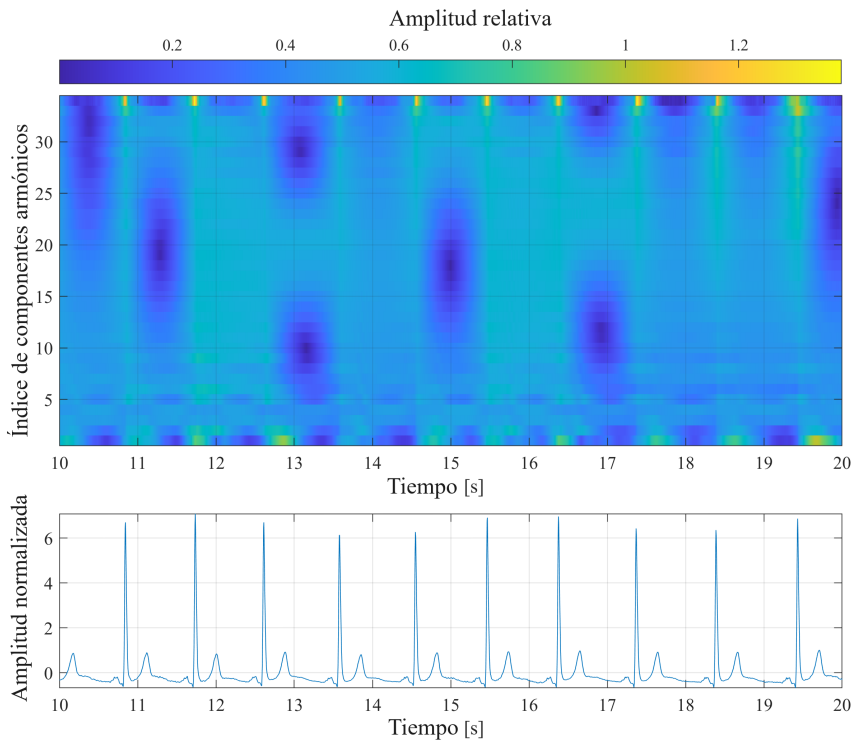 Amplitud relativa
0.2 0.4 0.6 0.8 1 1.2
Índice de componentes armónicos
30
25
20
15
10
5
10 11 12 13 14 15 16 17 18 19 20
Tiempo [s]
Amplitud normalizada
6
4
2
0
10 11 12 13 14 15 16 17 18 19 20
Tiempo [s]